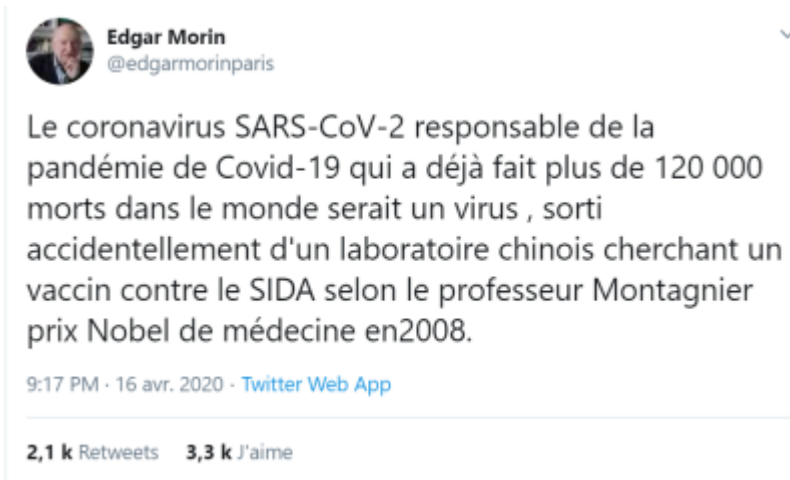 Edgar Morin
@edgarmorinparis
Le coronavirus SARS-CoV-2 responsable de la
pandémie de Covid-19 qui a déjà fait plus de 120 000
morts dans le monde serait un virus , sorti
accidentellement d'un laboratoire chinois cherchant un
vaccin contre le SIDA selon le professeur Montagnier
prix Nobel de médecine en2008.
9:17 PM · 16 avr. 2020 · Twitter Web App
2,1 k Retweets 3,3 k J'aime